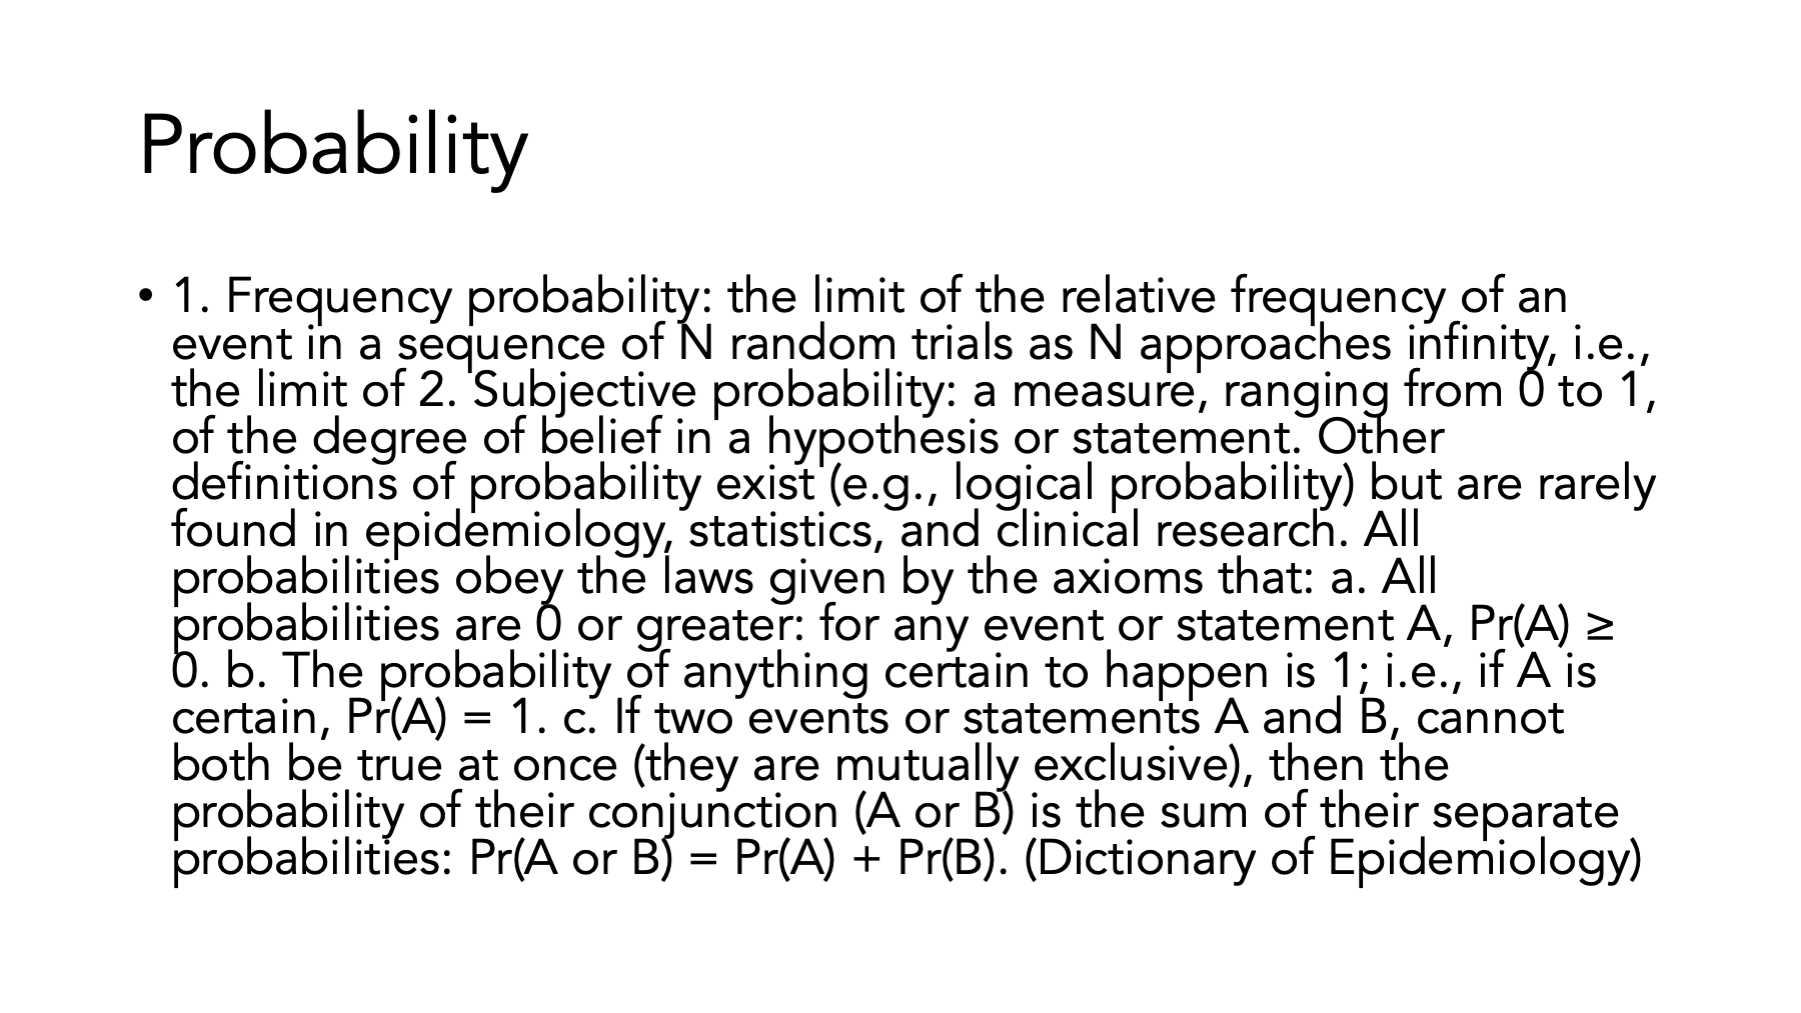 Probability
• 1. Frequency probability: the limit of the relative frequency of an
event in a sequence of N random trials as N approaches infinity, i.e.,
the limit of 2. Subjective probability: a measure, ranging from 0 to 1,
of the degree of belief in a hypothesis or statement. Other
definitions of probability exist (e.g., logical probability) but are rarely
found in epidemiology, statistics, and clinical research. All
probabilities obey the laws given by the axioms that: a. All
probabilities are 0 or greater: for any event or statement A, Pr(A) ≥
0. b. The probability of anything certain to happen is 1; i.e., if A is
certain, Pr(A) = 1. c. If two events or statements A and B, cannot
both be true at once (they are mutually exclusive), then the
probability of their conjunction (A or B) is the sum of their separate
probabilities: Pr(A or B) = Pr(A) + Pr(B). (Dictionary of Epidemiology)